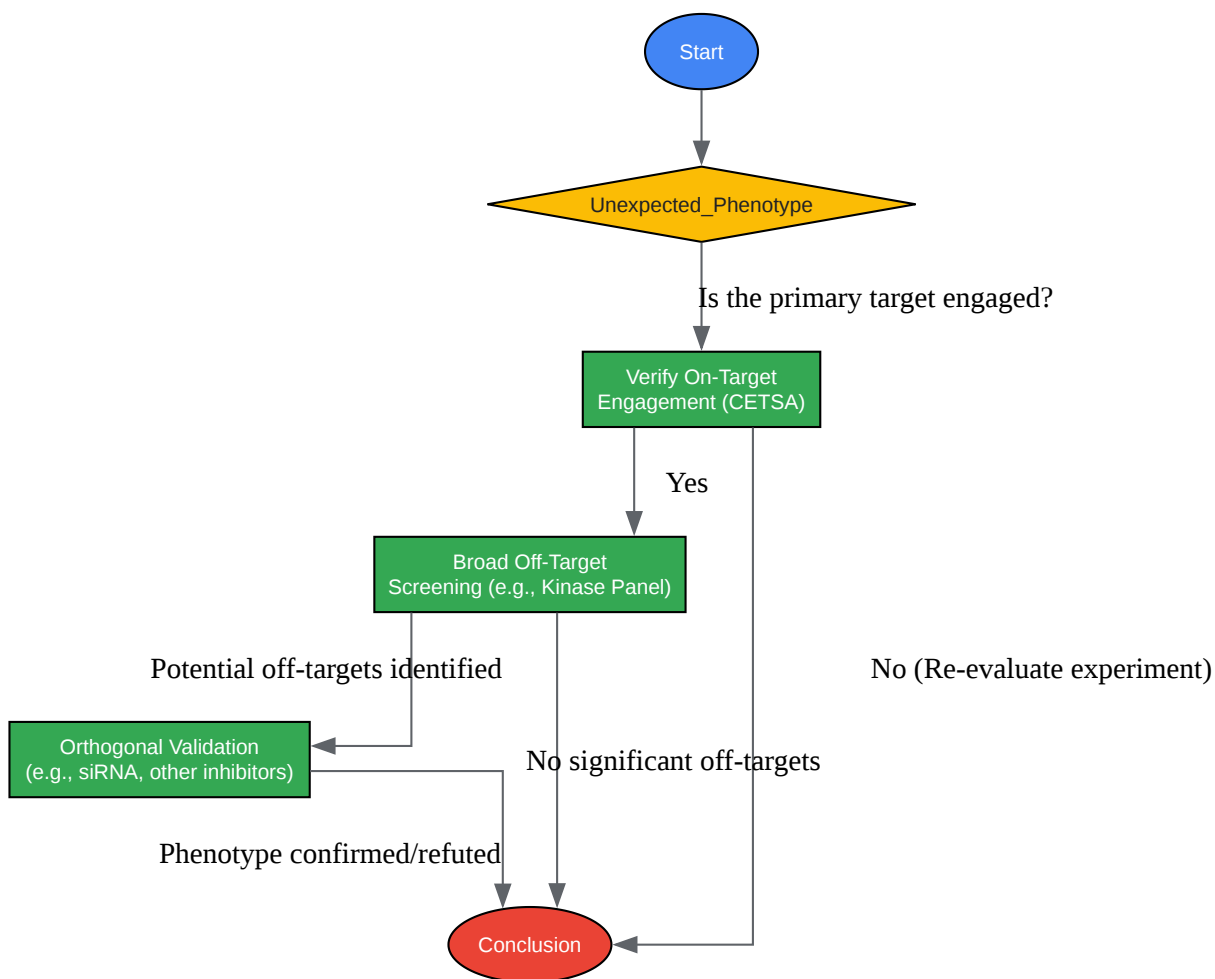 Start
Unexpected_Phenotype
Is the primary target engaged?
Verify On-Target
Engagement (CETSA)
Yes
Broad Off-Target
Screening (e.g., Kinase Panel)
Potential off-targets identified
No (Re-evaluate experiment)
Orthogonal Validation
(e.g., siRNA, other inhibitors)
No significant off-targets
Phenotype confirmed/refuted
Conclusion